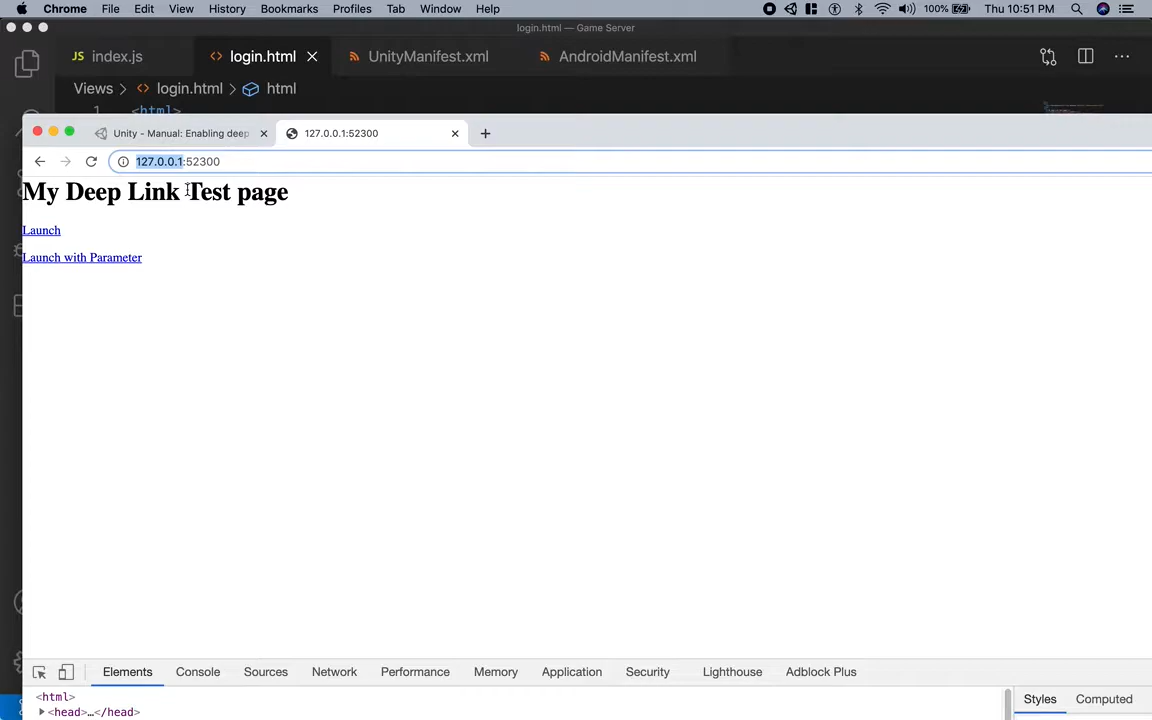 Chrome File Edit View History Bookmarks Profiles Tab Window Help 100% Thu 10:51 PM
login.html — Game Server
JS index.js <> login.html UnityManifest.xml AndroidManifest.xml
Views > <> login.html > html
1 <html>
Unity - Manual: Enabling deep 127.0.0.1:52300
127.0.0.1:52300
My Deep Link Test page
Launch
Launch with Parameter
Elements Console Sources Network Performance Memory Application Security Lighthouse Adblock Plus
<html> Styles Computed
<head>…</head>